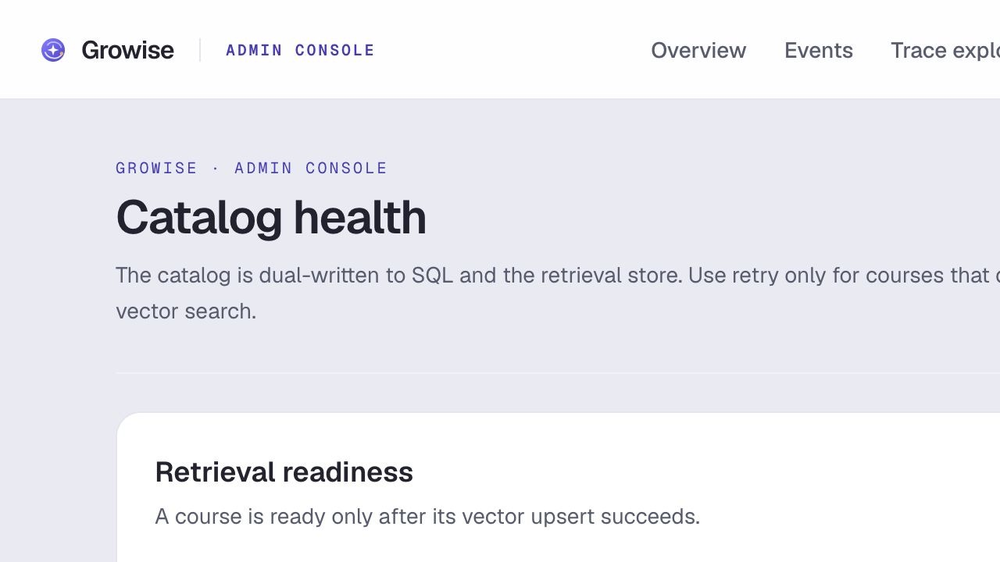 Growise
ADMIN CONSOLE
Overview
Events
Trace
GROWISE · ADMIN CONSOLE
Catalog health
The catalog is dual-written to SQL and the retrieval store. Use retry only for courses that
vector search.
Retrieval readiness
A course is ready only after its vector upsert succeeds.